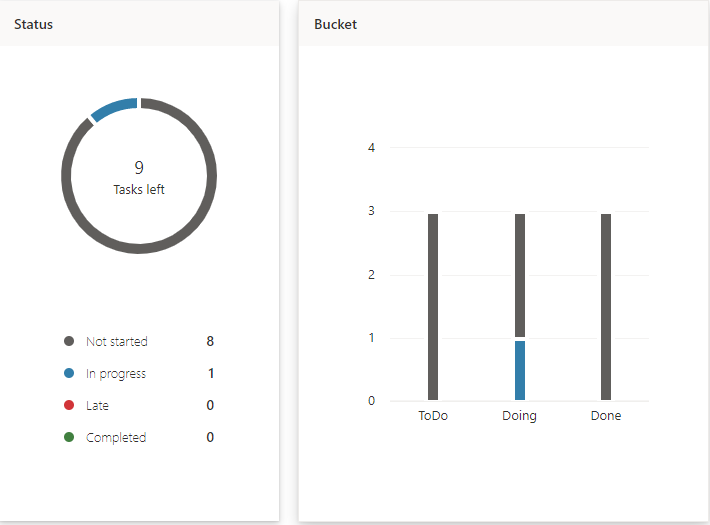 Status
9
Tasks left
Not started 8
In progress 1
Late 0
Completed 0
Bucket
4
3
2
1
0
ToDo Doing Done